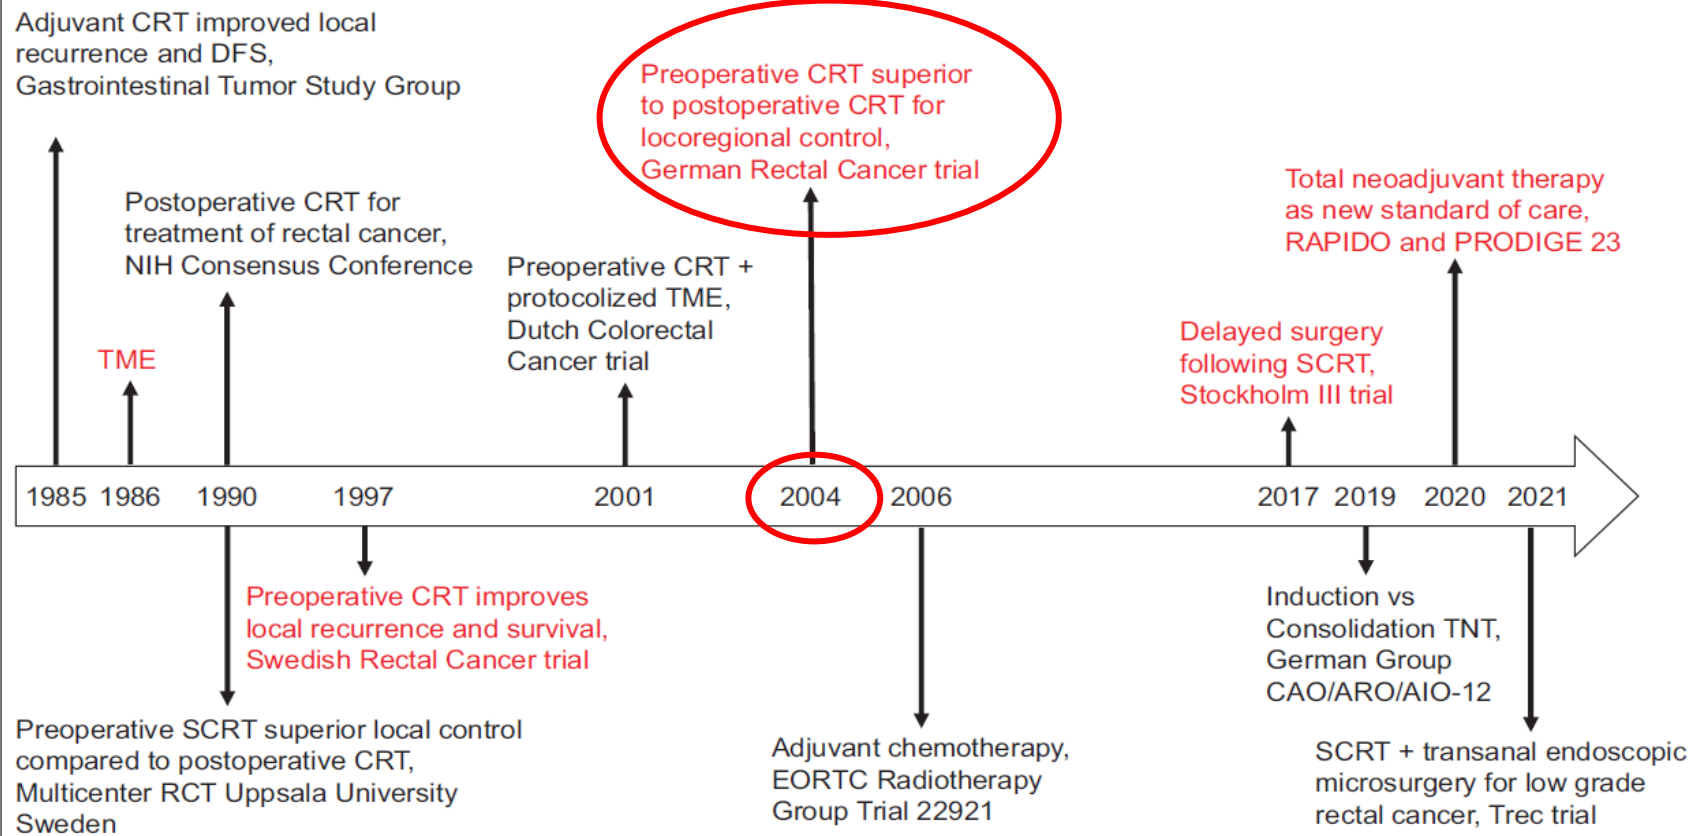 Adjuvant CRT improved local
recurrence and DFS,
Gastrointestinal Tumor Study Group
Preoperative CRT superior
to postoperative CRT for
locoregional control,
German Rectal Cancer trial
Total neoadjuvant therapy
as new standard of care,
RAPIDO and PRODIGE 23
Postoperative CRT for
treatment of rectal cancer,
NIH Consensus Conference
Preoperative CRT +
protocolized TME,
Dutch Colorectal
Cancer trial
TME
Delayed surgery
following SCRT,
Stockholm III trial
1985 1986 1990 1997 2001 2004 2006 2017 2019 2020 2021
Preoperative CRT improves
local recurrence and survival,
Swedish Rectal Cancer trial
Induction vs
Consolidation TNT,
German Group
CAO/ARO/AIO-12
Preoperative SCRT superior local control
compared to postoperative CRT,
Multicenter RCT Uppsala University
Sweden
Adjuvant chemotherapy,
EORTC Radiotherapy
Group Trial 22921
SCRT + transanal endoscopic
microsurgery for low grade
rectal cancer, Trec trial